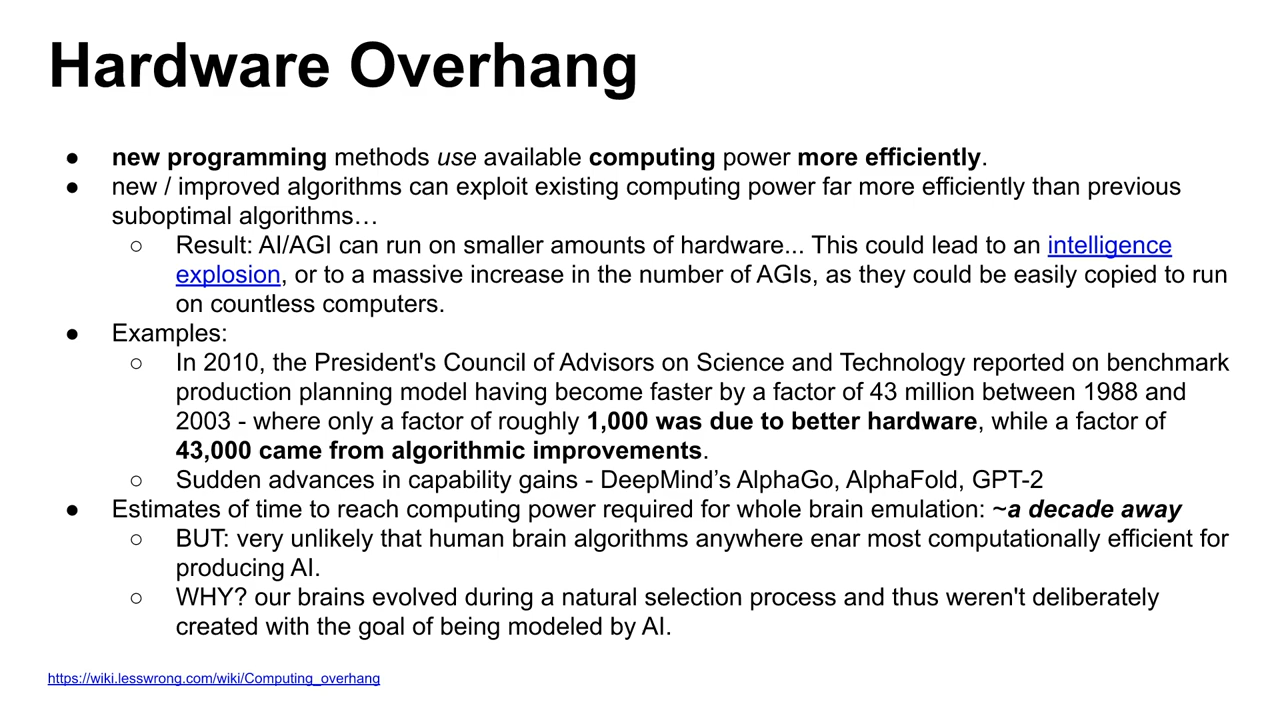 Hardware Overhang
● new programming methods use available computing power more efficiently.
● new / improved algorithms can exploit existing computing power far more efficiently than previous
suboptimal algorithms…
○ Result: AI/AGI can run on smaller amounts of hardware... This could lead to an intelligence
explosion, or to a massive increase in the number of AGIs, as they could be easily copied to run
on countless computers.
● Examples:
○ In 2010, the President's Council of Advisors on Science and Technology reported on benchmark
production planning model having become faster by a factor of 43 million between 1988 and
2003 - where only a factor of roughly 1,000 was due to better hardware, while a factor of
43,000 came from algorithmic improvements.
○ Sudden advances in capability gains - DeepMind’s AlphaGo, AlphaFold, GPT-2
● Estimates of time to reach computing power required for whole brain emulation: ~a decade away
○ BUT: very unlikely that human brain algorithms anywhere enar most computationally efficient for
producing AI.
○ WHY? our brains evolved during a natural selection process and thus weren't deliberately
created with the goal of being modeled by AI.
https://wiki.lesswrong.com/wiki/Computing_overhang